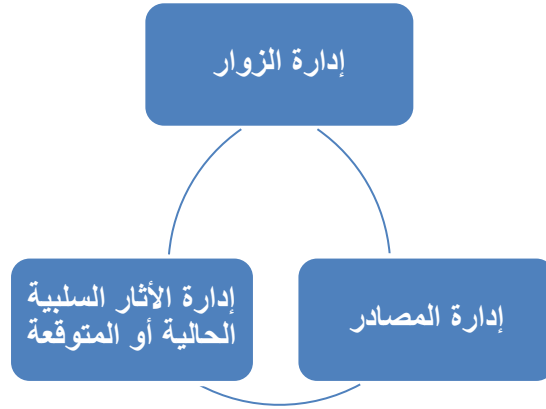 إدارة الزوار
إدارة المصادر
إدارة الأثار السلبية
الحالية أو المتوقعة